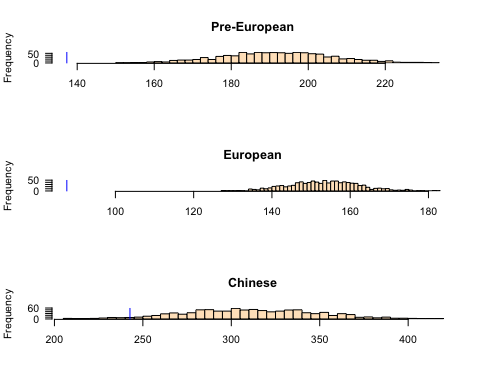 Pre-European
Frequency
50
0
140 160 180 200 220
European
Frequency
50
0
100 120 140 160 180
Chinese
Frequency
60
0
200 250 300 350 400